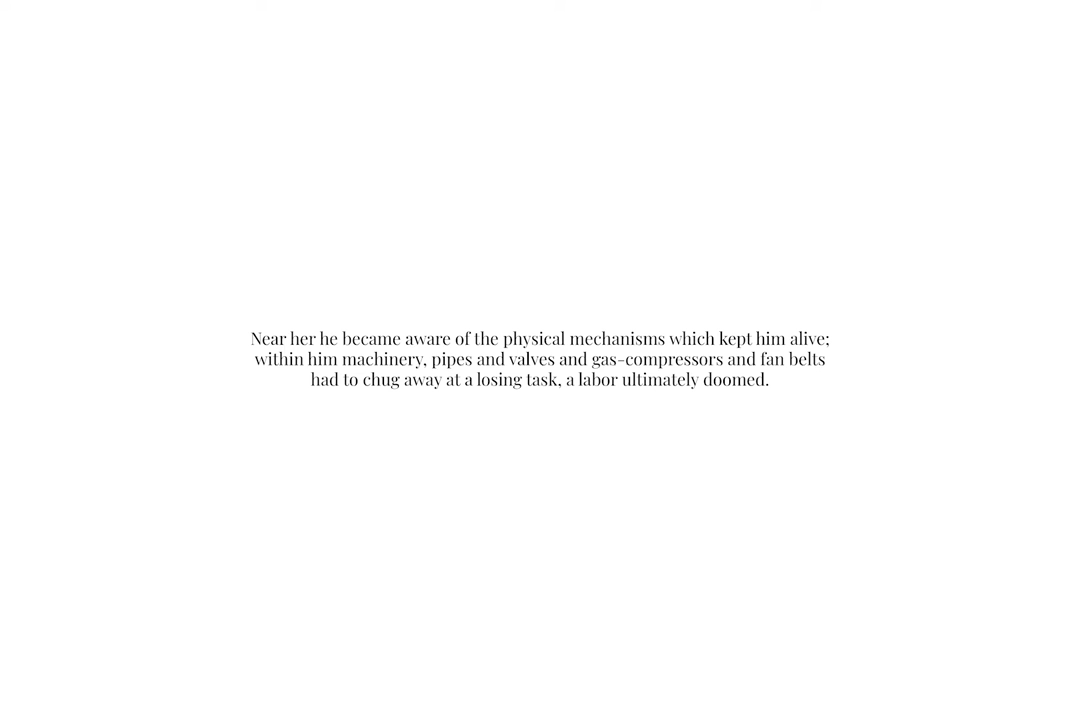 Near her he became aware of the physical mechanisms which kept him alive;
within him machinery, pipes and valves and gas-compressors and fan belts
had to chug away at a losing task, a labor ultimately doomed.